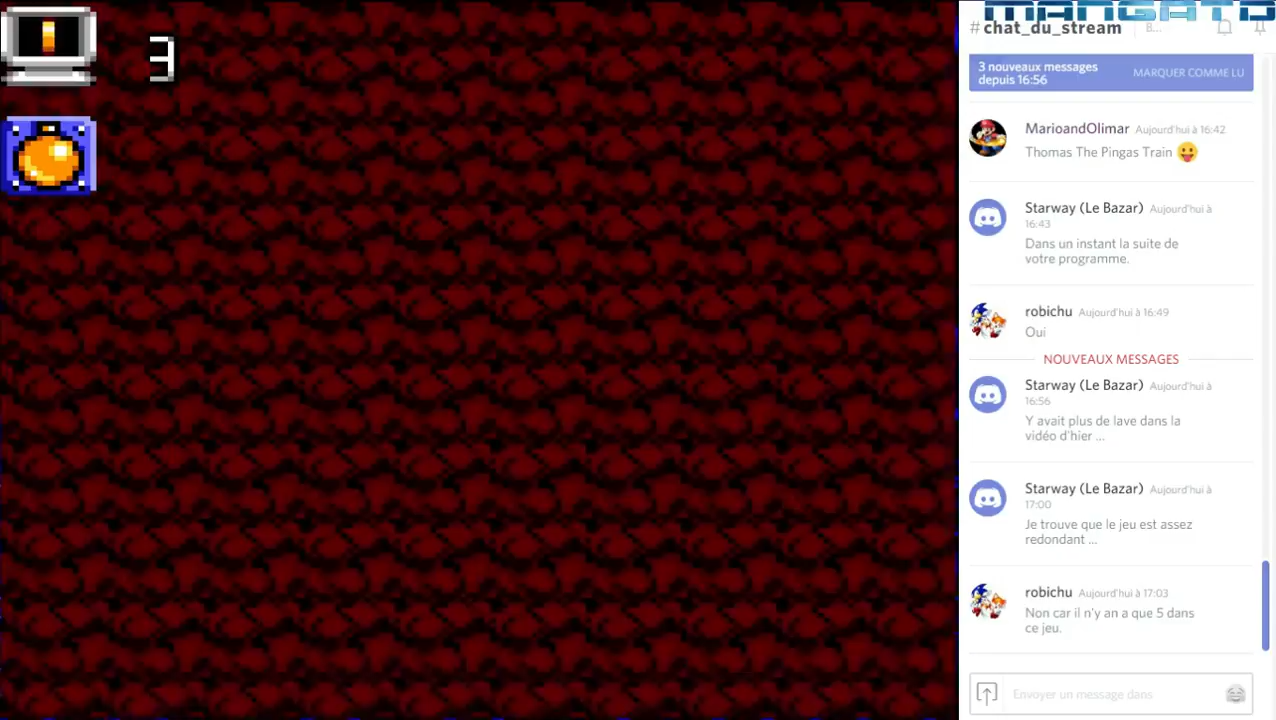 3
MANGATD
#chat_du_stream
B...
3 nouveaux messages
depuis 16:56
MARQUER COMME LU
MarioandOlimar Aujourd'hui à 16:42
Thomas The Pingas Train
Starway (Le Bazar) Aujourd'hui à
16:43
Dans un instant la suite de
votre programme.
robichu Aujourd'hui à 16:49
Oui
NOUVEAUX MESSAGES
Starway (Le Bazar) Aujourd'hui à
16:56
Y avait plus de lave dans la
vidéo d'hier ...
Starway (Le Bazar) Aujourd'hui à
17:00
Je trouve que le jeu est assez
redondant ...
robichu Aujourd'hui à 17:03
Non car il n'y an a que 5 dans
ce jeu.
Envoyer un message dans